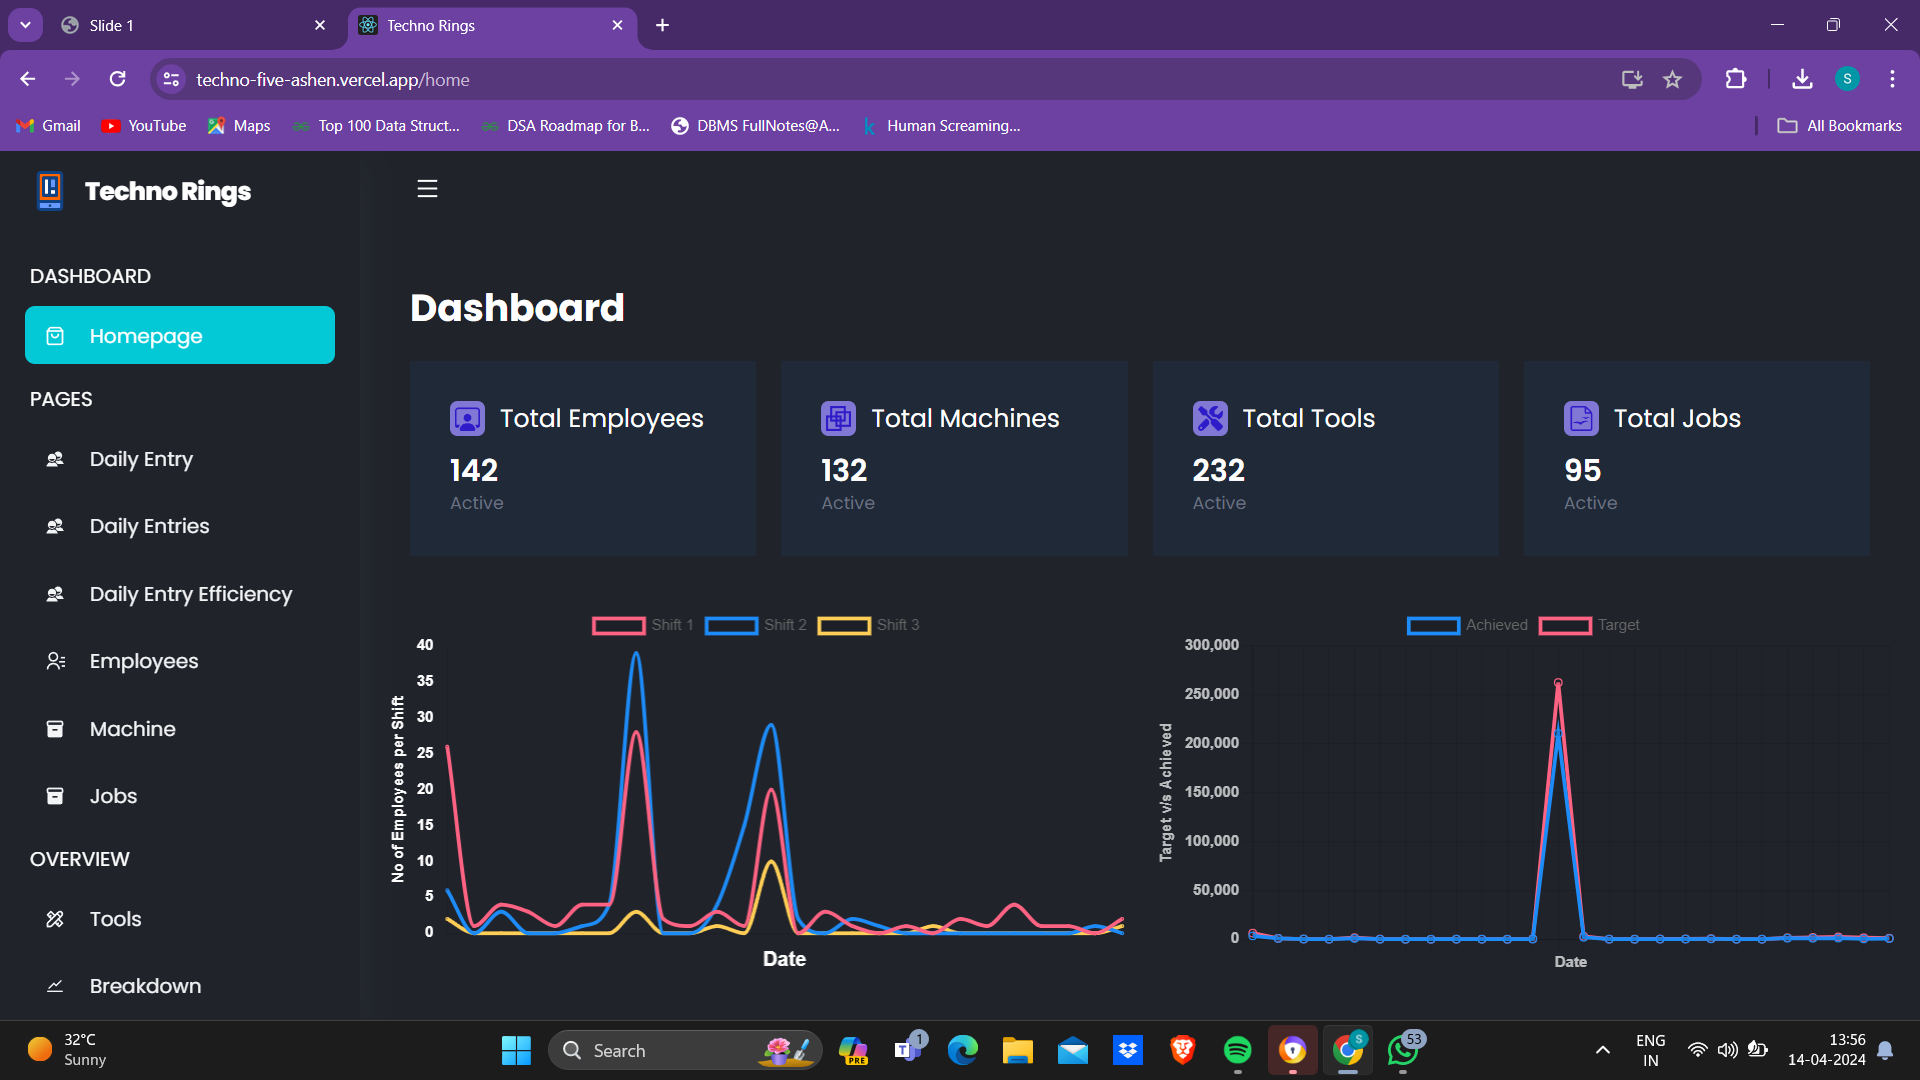 Slide 1
Techno Rings
techno-five-ashen.vercel.app/home
S
Gmail
YouTube
Maps
Top 100 Data Struct...
DSA Roadmap for B...
DBMS FullNotes@A...
Human Screaming...
All Bookmarks
Techno Rings
DASHBOARD
Homepage
PAGES
Daily Entry
Daily Entries
Daily Entry Efficiency
Employees
Machine
Jobs
OVERVIEW
Tools
Breakdown
Dashboard
Total Employees
142
Active
Total Machines
132
Active
Total Tools
232
Active
Total Jobs
95
Active
Shift 1 Shift 2 Shift 3
40
35
30
25
20
15
10
5
0
No of Employees per Shift
Date
Achieved Target
300,000
250,000
200,000
150,000
100,000
50,000
0
Target v/s Achieved
Date
32°C
Sunny
Search
PRE
T
1
S
53
ENG
IN
13:56
14-04-2024